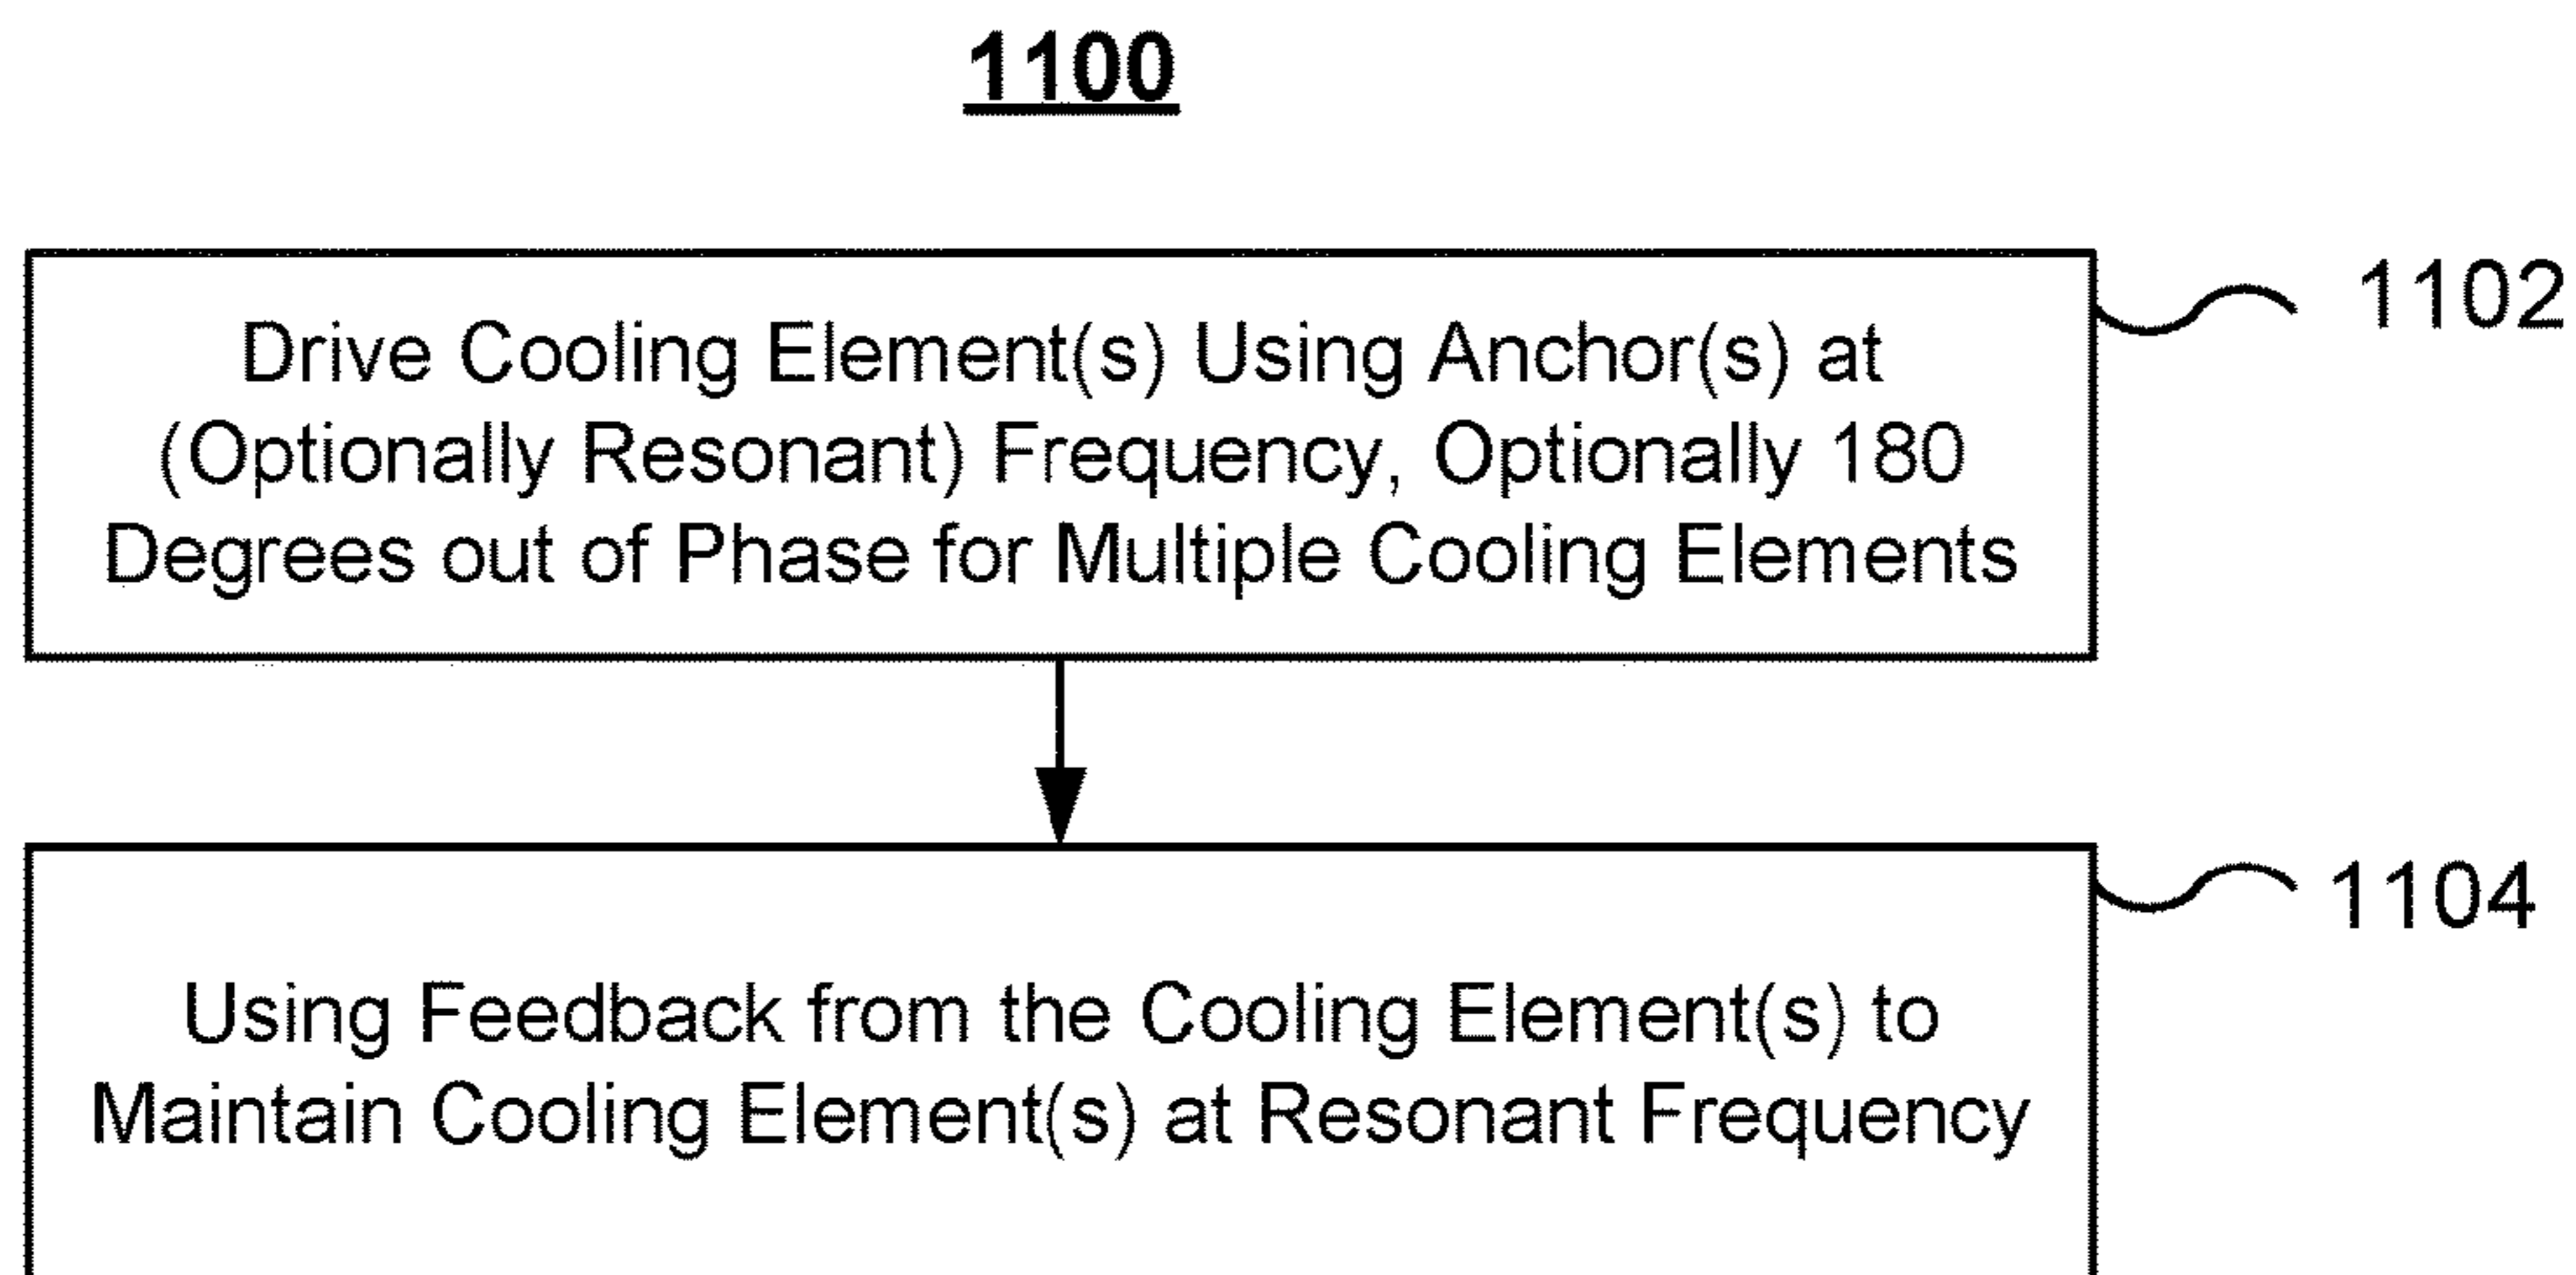 1100
1102
Drive Cooling Element(s) Using Anchor(s) at
(Optionally Resonant) Frequency, Optionally 180
Degrees out of Phase for Multiple Cooling Elements
1104
Using Feedback from the Cooling Element(s) to
Maintain Cooling Element(s) at Resonant Frequency